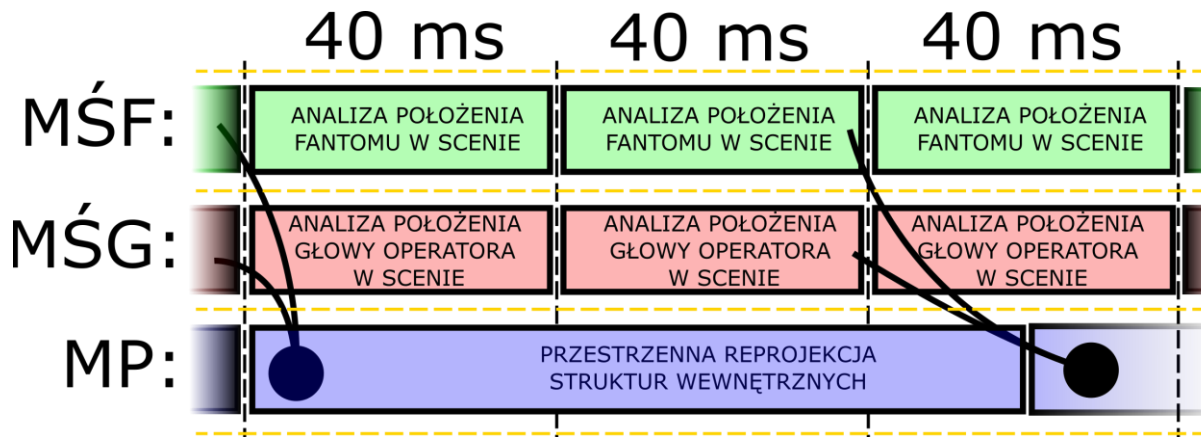 40 ms 40 ms 40 ms
MŚF:
ANALIZA POŁOŻENIA
FANTOMU W SCENIE
ANALIZA POŁOŻENIA
FANTOMU W SCENIE
ANALIZA POŁOŻENIA
FANTOMU W SCENIE
MŚG:
ANALIZA POŁOŻENIA
GŁOWY OPERATORA
W SCENIE
ANALIZA POŁOŻENIA
GŁOWY OPERATORA
W SCENIE
ANALIZA POŁOŻENIA
GŁOWY OPERATORA
W SCENIE
MP:
PRZESTRZENNA REPROJEKCJA
STRUKTUR WEWNĘTRZNYCH